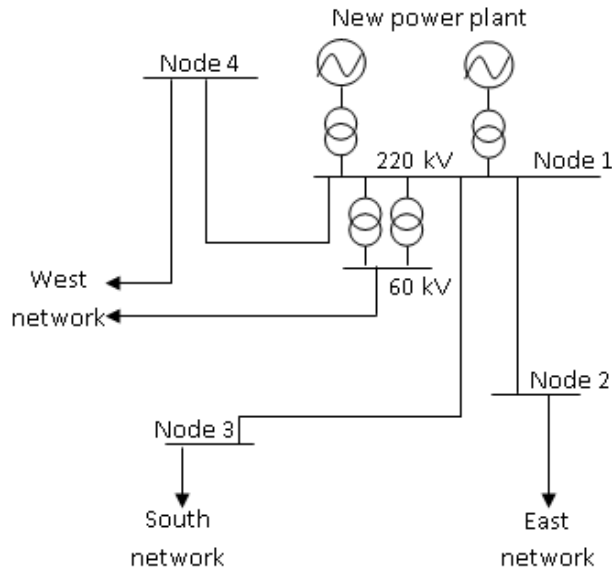 New power plant
Node 4
220 kV
Node 1
60 kV
West
network
Node 2
Node 3
South
network
East
network